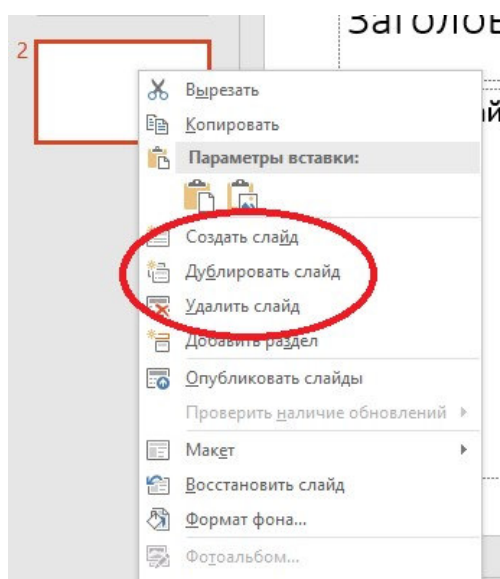 2
Заголов
Вырезать
Копировать
Параметры вставки:
Создать слайд
Дублировать слайд
Удалить слайд
Добавить раздел
Опубликовать слайды
Проверить наличие обновлений
Макет
Восстановить слайд
Формат фона...
Фотоальбом...